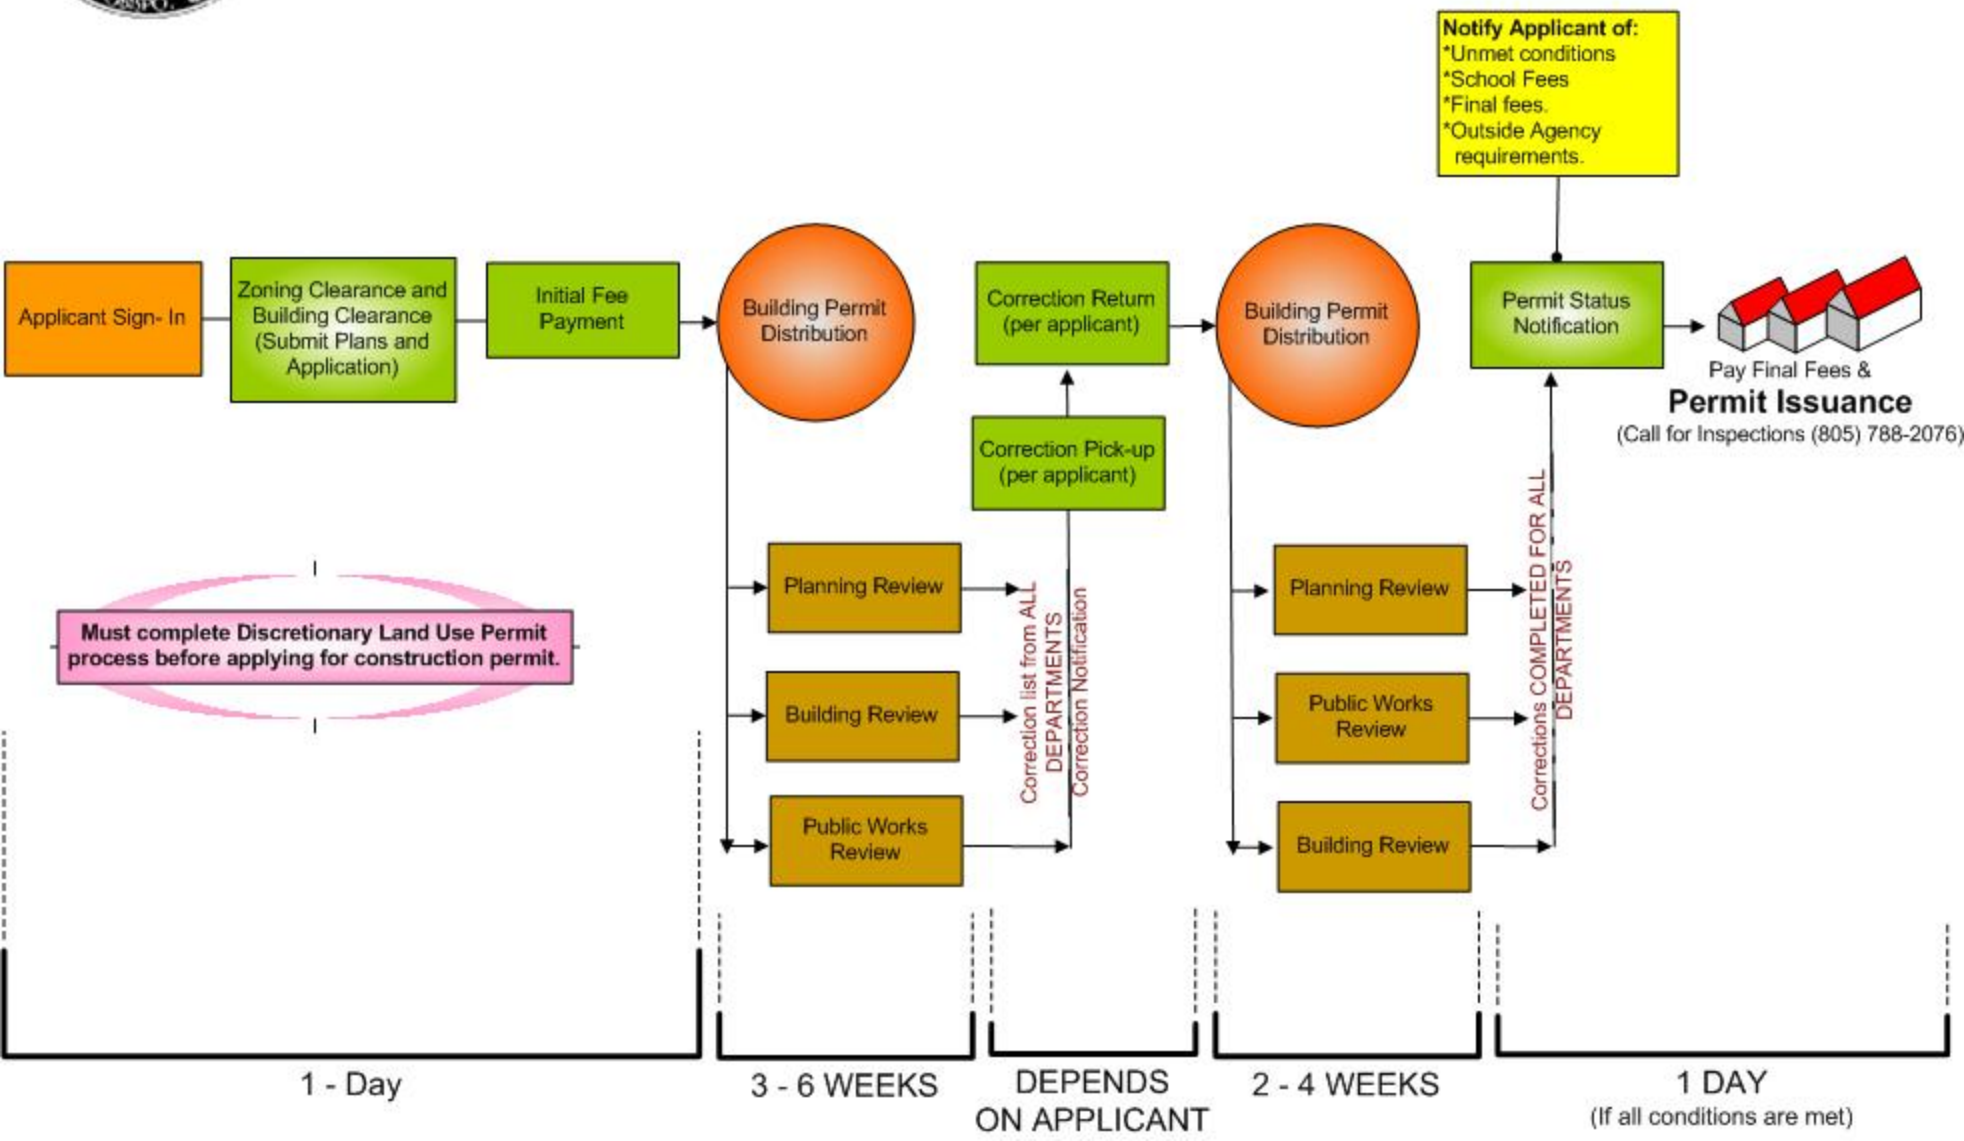 Notify Applicant of:
*Unmet conditions
*School Fees
*Final fees.
*Outside Agency
requirements.
Applicant Sign- In
Zoning Clearance and
Building Clearance
(Submit Plans and
Application)
Initial Fee
Payment
Building Permit
Distribution
Correction Return
(per applicant)
Building Permit
Distribution
Permit Status
Notification
Pay Final Fees &
Permit Issuance
(Call for Inspections (805) 788-2076)
Correction Pick-up
(per applicant)
Planning Review
Building Review
Public Works
Review
Correction list from ALL
DEPARTMENTS
Correction Notification
Planning Review
Public Works
Review
Building Review
Corrections COMPLETED FOR ALL
DEPARTMENTS
Must complete Discretionary Land Use Permit
process before applying for construction permit.
1 - Day
3 - 6 WEEKS
DEPENDS
ON APPLICANT
2 - 4 WEEKS
1 DAY
(If all conditions are met)